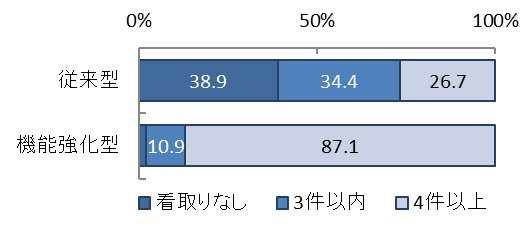 0% 50% 100%
従来型 38.9 34.4 26.7
機能強化型 10.9 87.1
看取りなし 3件以内 4件以上